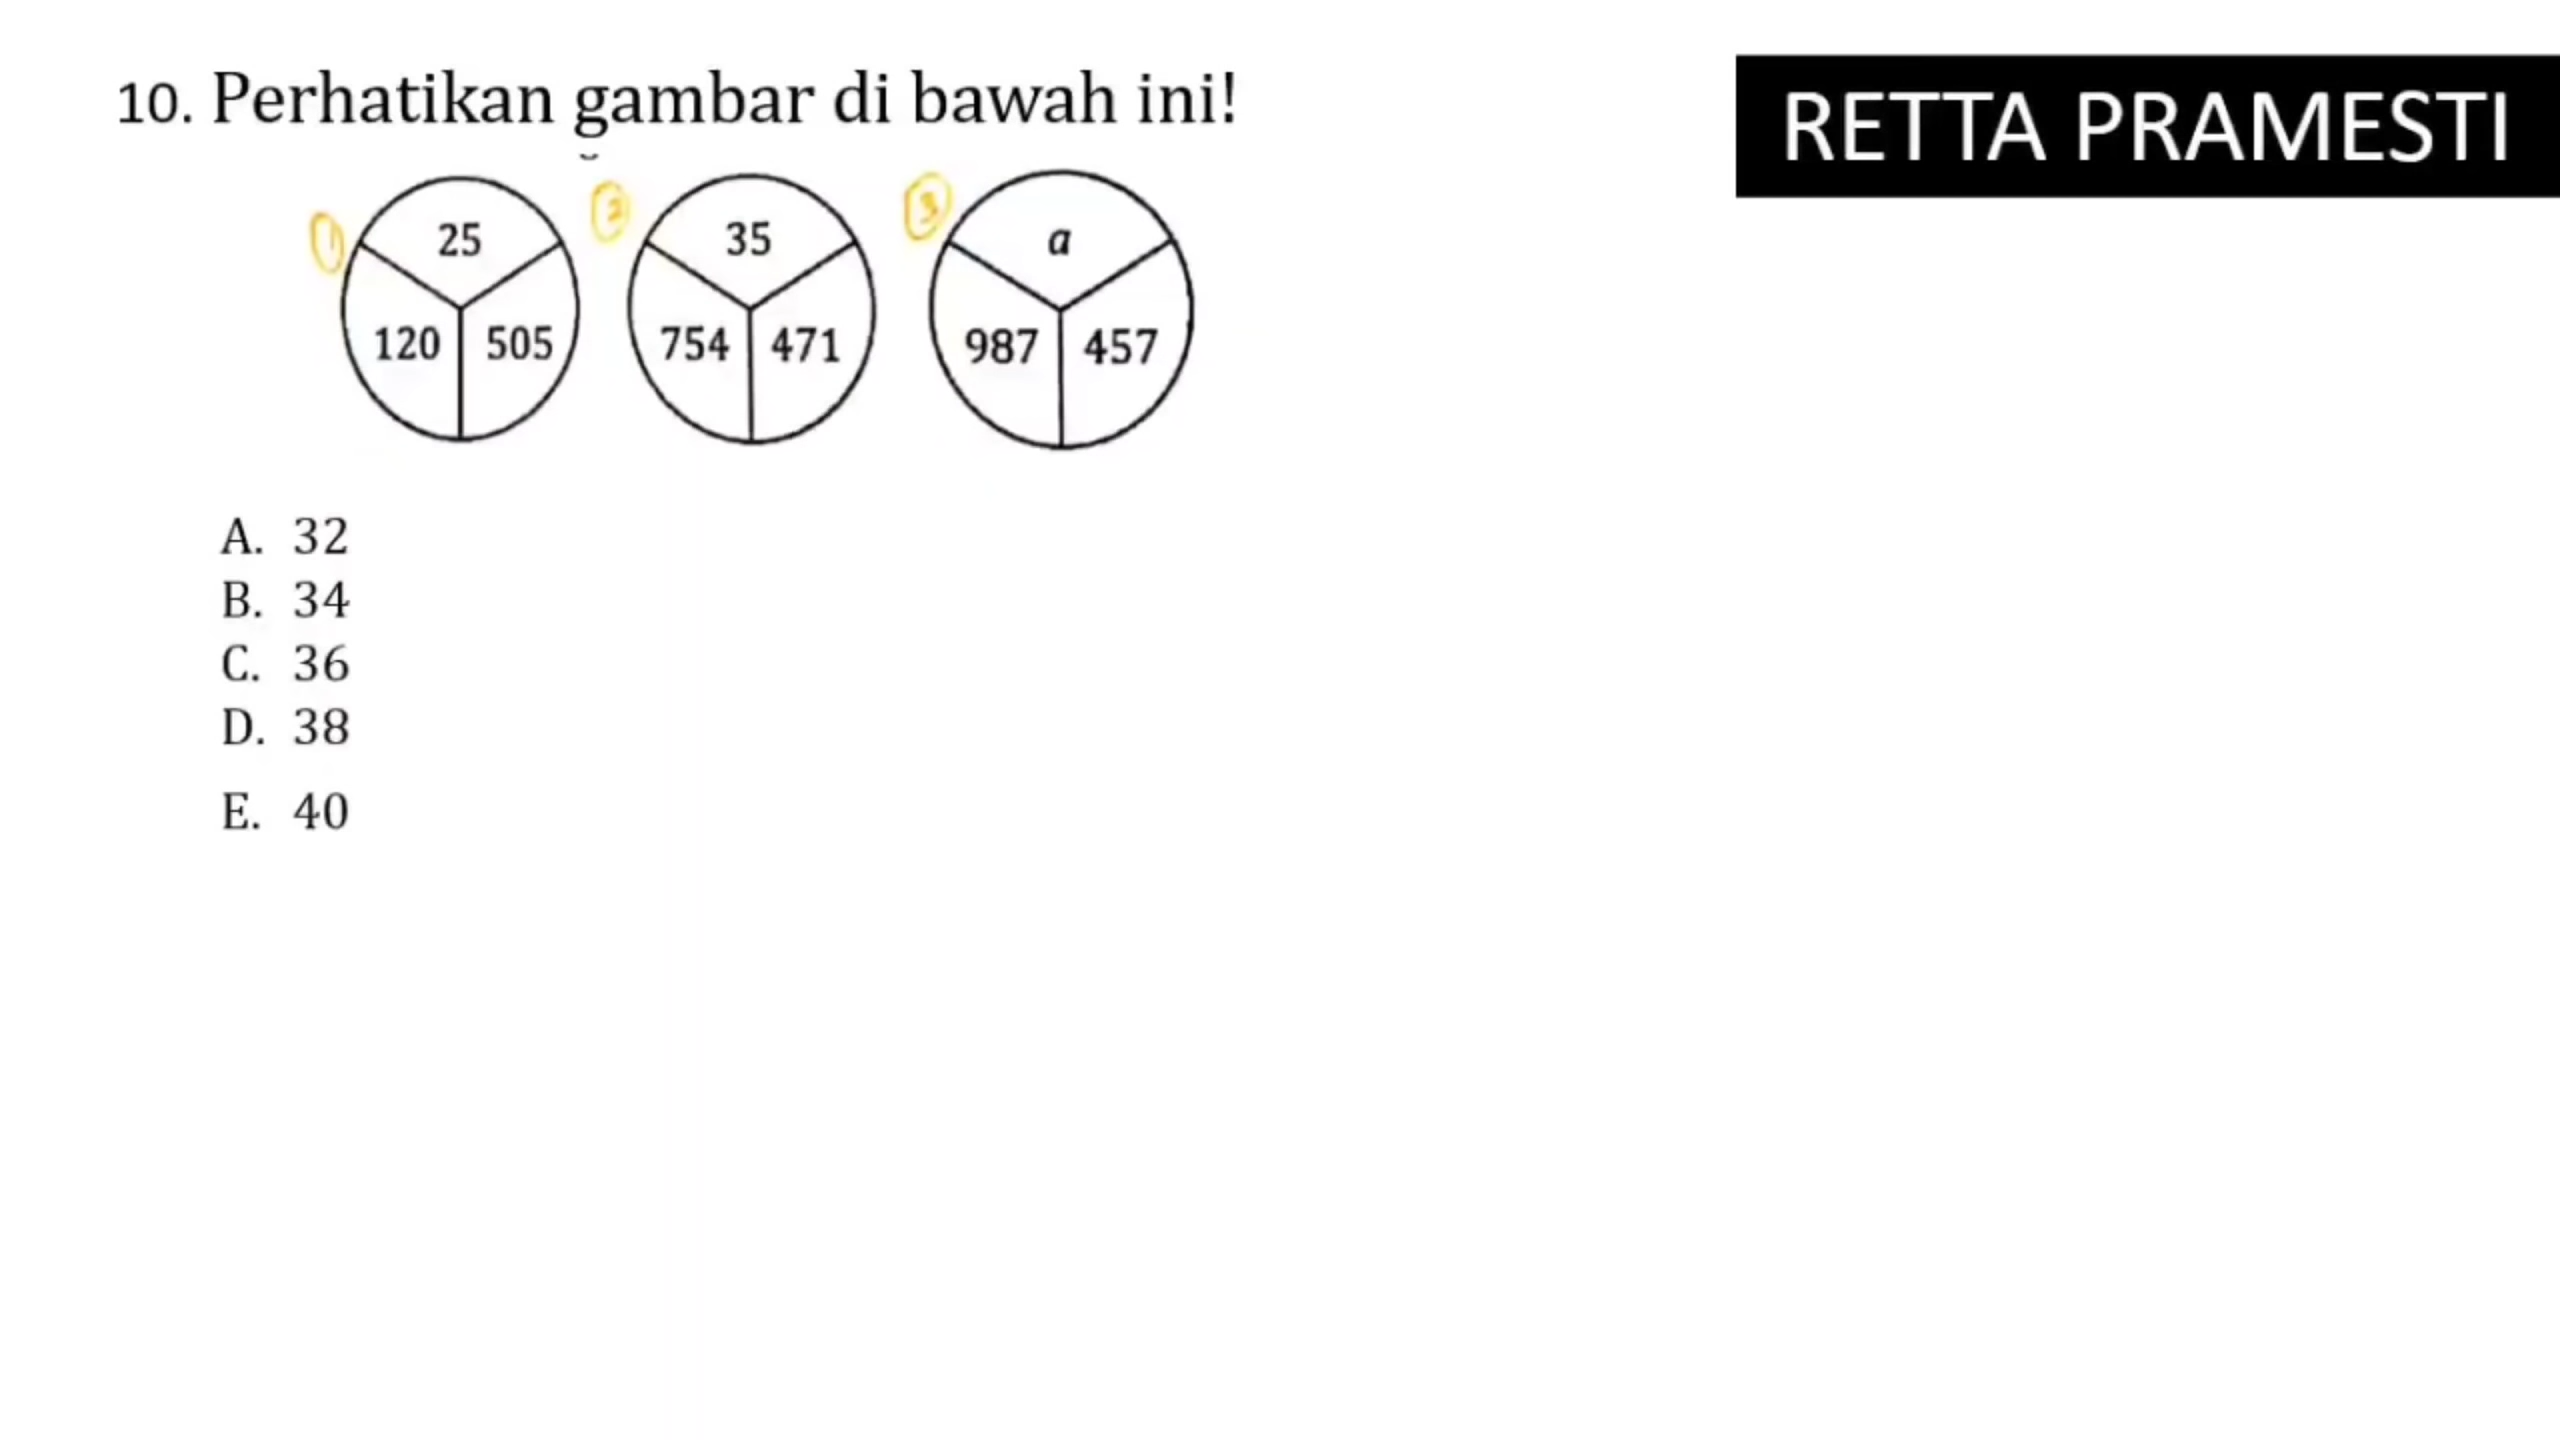 10. Perhatikan gambar di bawah ini!
RETTA PRAMESTI
1 25 2 35 3 a
120 505 754 471 987 457
A. 32
B. 34
C. 36
D. 38
E. 40